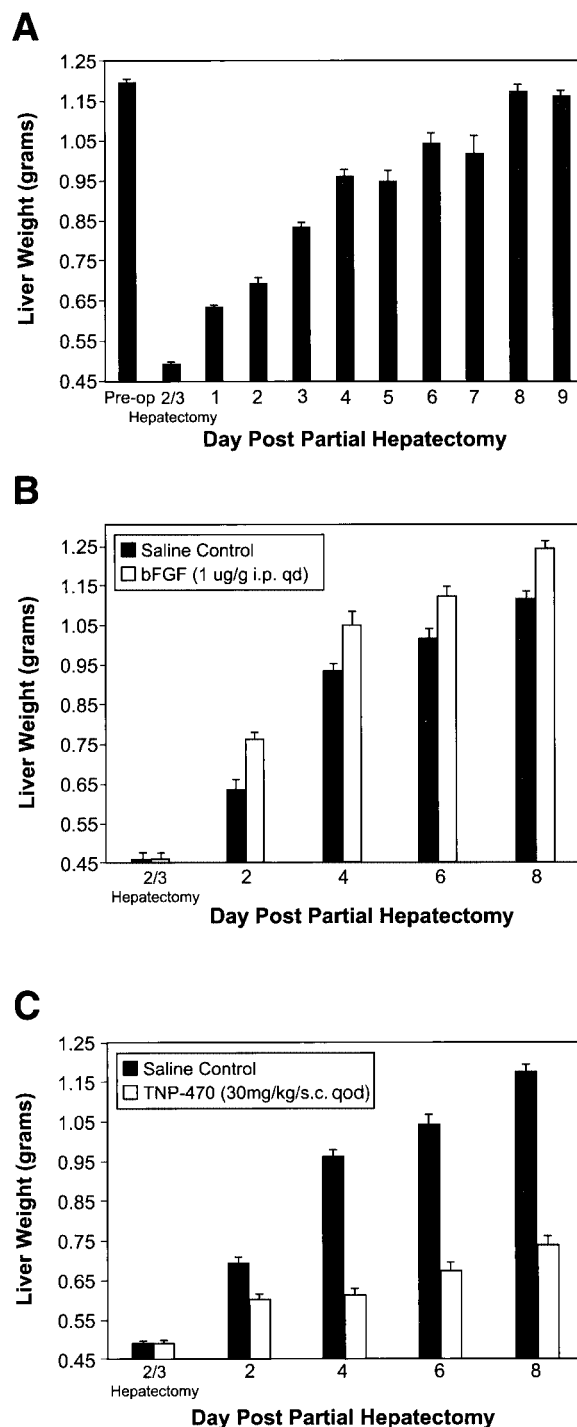 A
Liver Weight (grams)
1.25
1.15
1.05
0.95
0.85
0.75
0.65
0.55
0.45
Pre-op 2/3 1 2 3 4 5 6 7 8 9
Hepatectomy
Day Post Partial Hepatectomy
B
Liver Weight (grams)
Saline Control
bFGF (1 ug/g i.p. qd)
1.25
1.15
1.05
0.95
0.85
0.75
0.65
0.55
0.45
2/3 2 4 6 8
Hepatectomy
Day Post Partial Hepatectomy
C
Liver Weight (grams)
Saline Control
TNP-470 (30mg/kg/s.c. qod)
1.25
1.15
1.05
0.95
0.85
0.75
0.65
0.55
0.45
2/3 2 4 6 8
Hepatectomy
Day Post Partial Hepatectomy